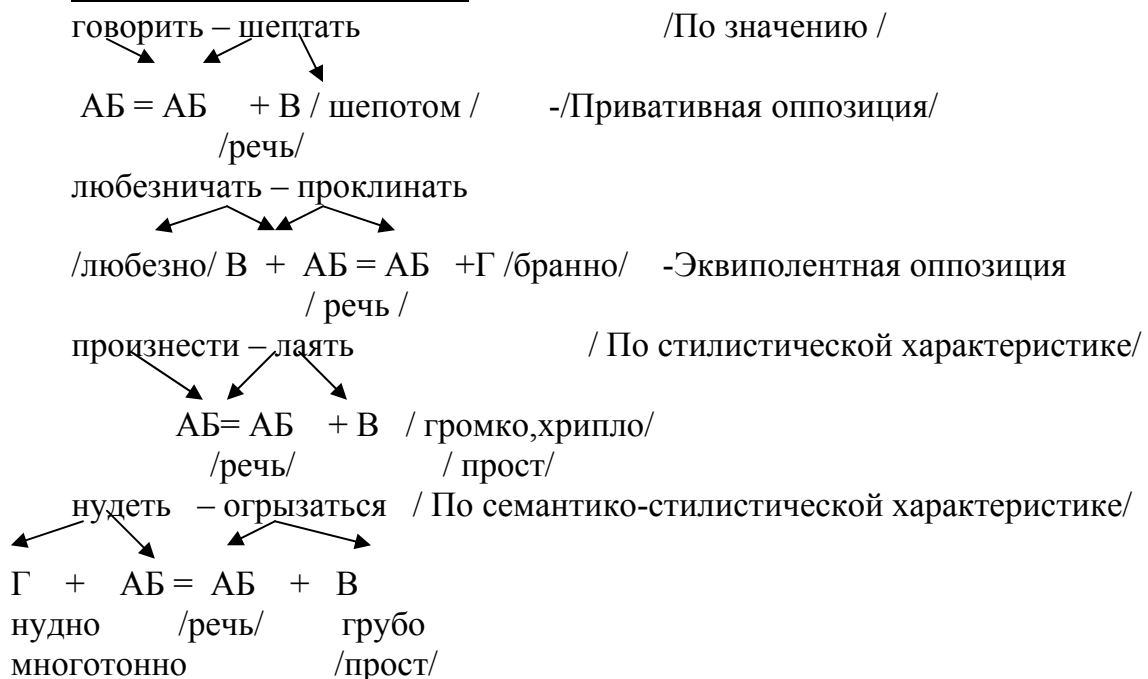 говорить – шептать /По значению /
АБ = АБ + В / шепотом / -/Привативная оппозиция/
/речь/
любезничать – проклинать
/любезно/ В + АБ = АБ +Г /бранно/ -Эквиполентная оппозиция
/ речь /
произнести – лаять / По стилистической характеристике/
АБ= АБ + В / громко,хрипло/
/речь/ / прост/
нудеть – огрызаться / По семантико-стилистической характеристике/
Г + АБ = АБ + В
нудно /речь/ грубо
многотонно /прост/